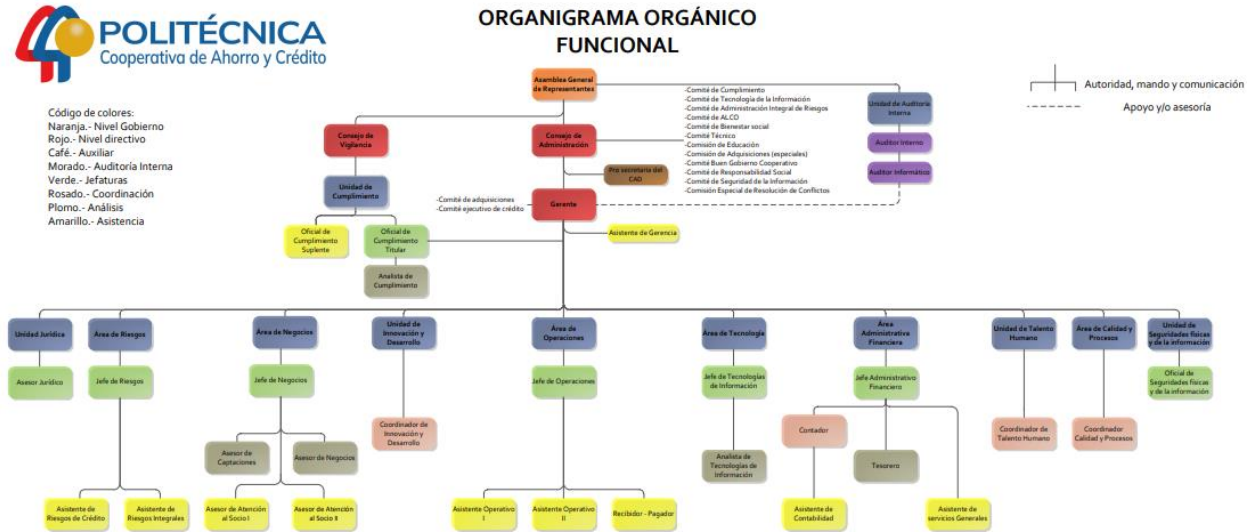 POLITÉCNICA
Cooperativa de Ahorro y Crédito
ORGANIGRAMA ORGÁNICO
FUNCIONAL
Código de colores:
Naranja.- Nivel Gobierno
Rojo.- Nivel directivo
Café.- Auxiliar
Morado.- Auditoría Interna
Verde.- Jefaturas
Rosado.- Coordinación
Plomo.- Análisis
Amarillo.- Asistencia
Autoridad, mando y comunicación
Apoyo y/o asesoría
Asamblea General
de Representantes
Consejo de
Vigilancia
Consejo de
Administración
-Comité de Cumplimiento
-Comité de Tecnología de la Información
-Comité de Administración Integral de Riesgos
-Comité de ALCO
-Comité de Bienestar social
-Comité Técnico
-Comisión de Educación
-Comisión de Adquisiciones (especiales)
-Comité Buen Gobierno Cooperativo
-Comité de Responsabilidad Social
-Comité de Seguridad de la Información
-Comisión Especial de Resolución de Conflictos
Unidad de Auditoría
Interna
Auditor Interno
Auditor Informático
Pro secretaria del
CAD
Unidad de
Cumplimiento
-Comité de adquisiciones
-Comité ejecutivo de crédito
Gerente
Oficial de
Cumplimiento
Suplente
Oficial de
Cumplimiento
Titular
Asistente de Gerencia
Analista de
Cumplimiento
Unidad Jurídica
Área de Riesgos
Área de Negocios
Unidad de
Innovación y
Desarrollo
Área de
Operaciones
Área de Tecnología
Área
Administrativa
Financiera
Unidad de Talento
Humano
Área de Calidad y
Procesos
Unidad de
Seguridades físicas
y de la información
Asesor Jurídico
Jefe de Riesgos
Jefe de Negocios
Jefe de Operaciones
Jefe de Tecnologías
de Información
Jefe Administrativo
Financiero
Oficial de
Seguridades físicas
y de la información
Coordinador de
Innovación y
Desarrollo
Contador
Coordinador de
Talento Humano
Coordinador
Calidad y Procesos
Asesor de
Captaciones
Asesor de Negocios
Analista de
Tecnologías de
Información
Tesorero
Asistente de
Riesgos de Crédito
Asistente de
Riesgos Integrales
Asesor de Atención
al Socio I
Asesor de Atención
al Socio II
Asistente Operativo
I
Asistente Operativo
II
Recibidor - Pagador
Asistente de
Contabilidad
Asistente de
servicios Generales